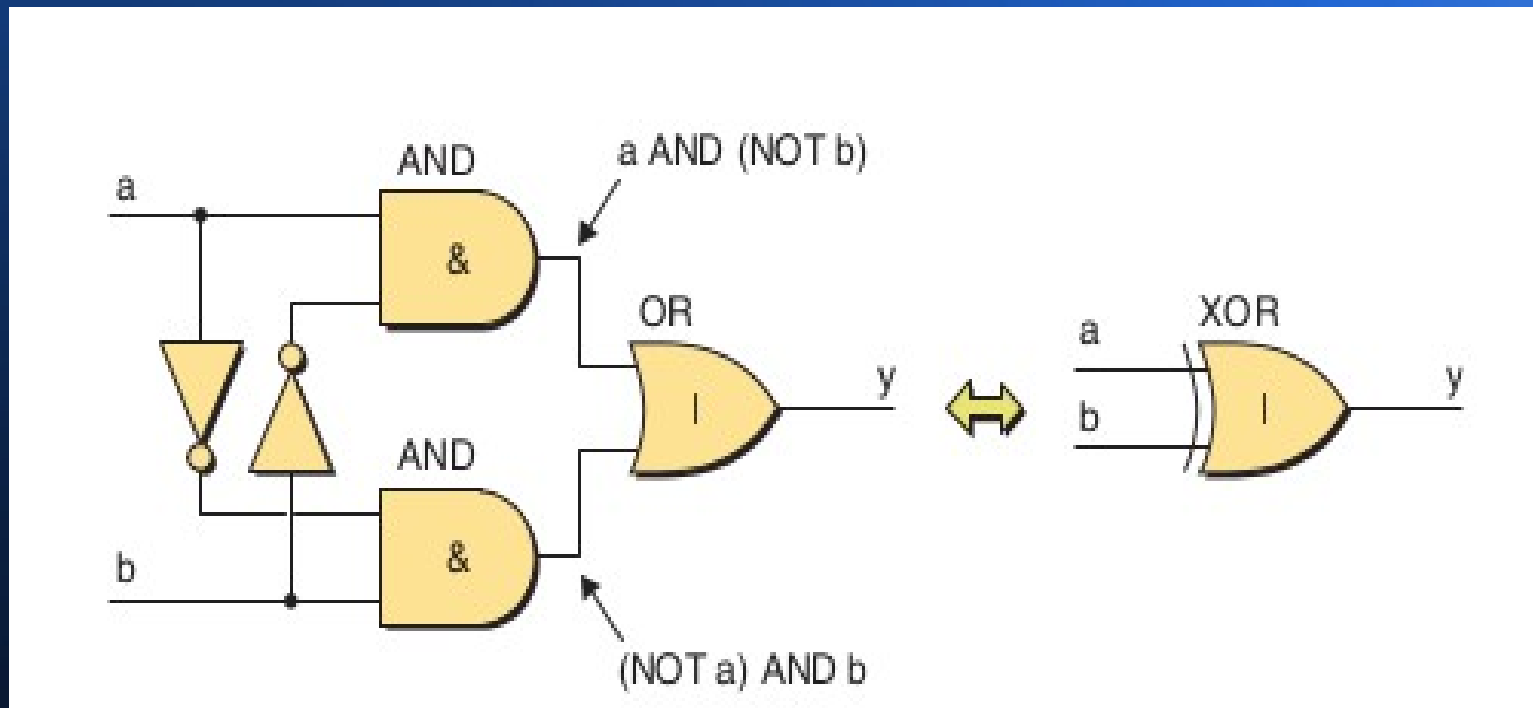 AND
a AND (NOT b)
a
&
OR
XOR
a
y
y
|
b
|
AND
&
b
(NOT a) AND b